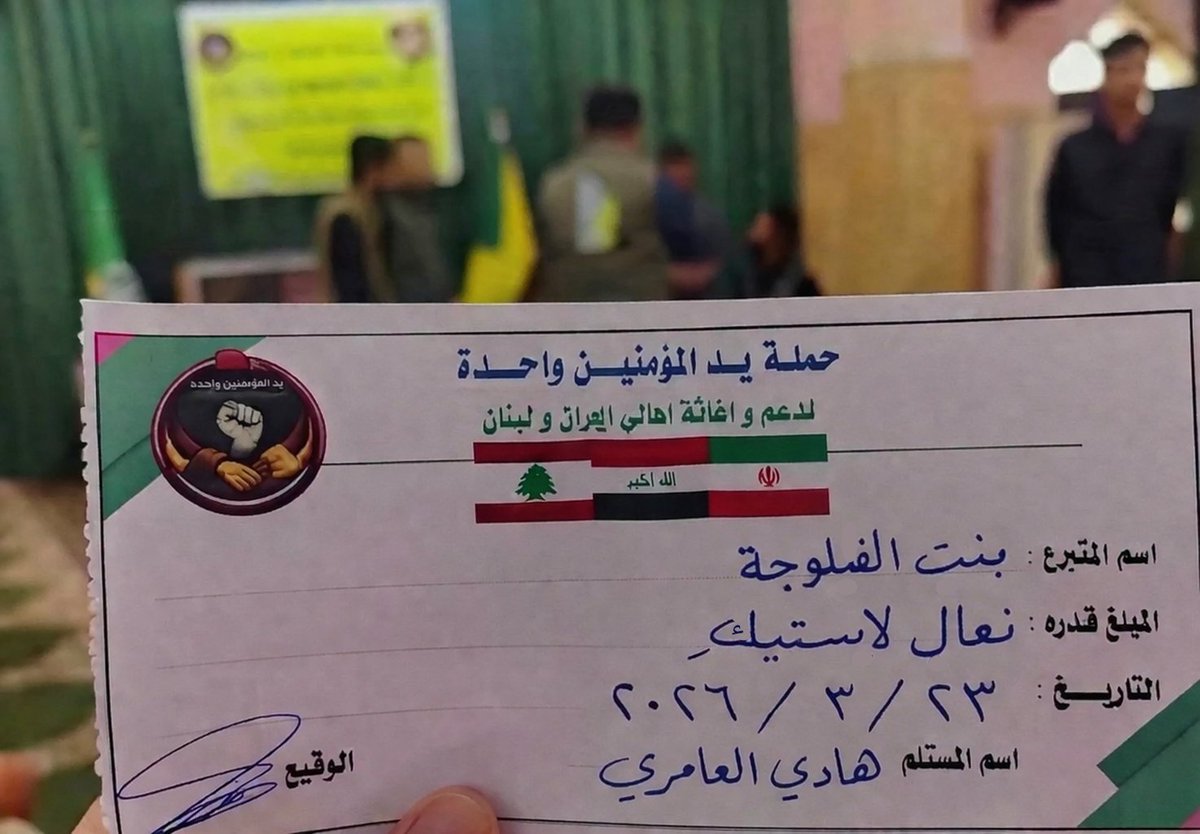 يد المؤمنين واحدة
حملة يد المؤمنين واحدة
لدعم و اغاثة اهالي العراق و لبنان
الله اكبر
اسم المتبرع : بنت الفلوجة
المبلغ قدره : نعال لاستيكِ
التاريخ : ٢٣ / ٣ / ٢٠٢٦
اسم المستلم هادي العامري
الوقيع